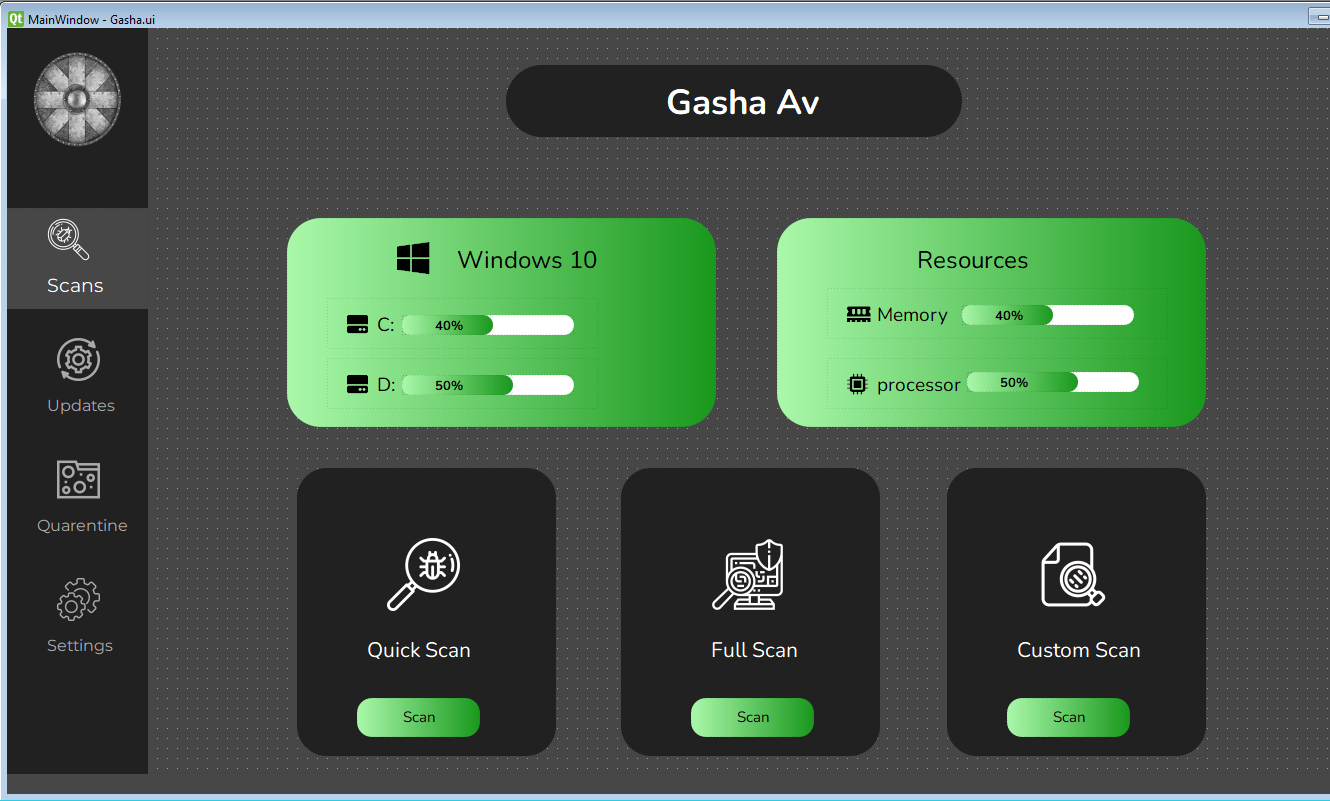 Qt MainWindow - Gasha.ui
Gasha Av
Scans
Updates
Quarentine
Settings
Windows 10
C: 40%
D: 50%
Resources
Memory 40%
processor 50%
Quick Scan
Scan
Full Scan
Scan
Custom Scan
Scan